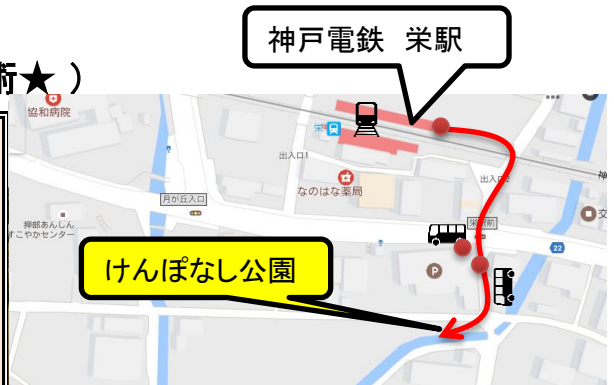 神戸電鉄 栄駅
術★ )
協和病院
栄
出入口1
なのはな薬局
出入口2
月が丘入口
栄駅前
押部あんしん
すこやかセンター
22
P
けんぽなし公園